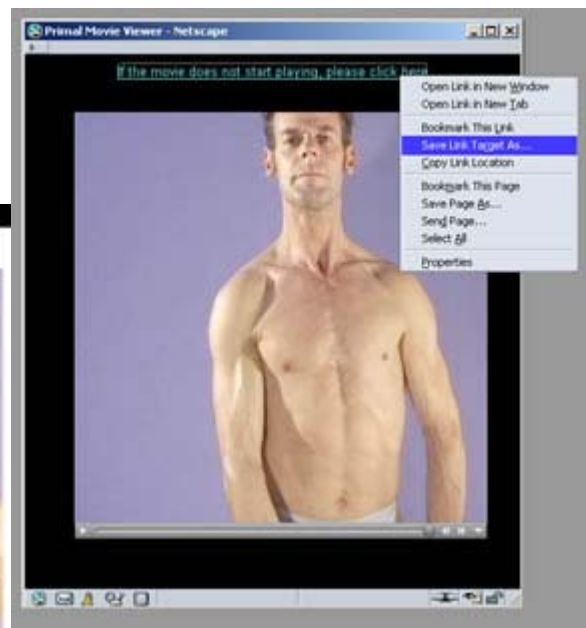 Primal Movie Viewer - Netscape
If the movie does not start playing, please click here
Open Link in New Window
Open Link in New Tab
Bookmark This Link
Save Link Target As...
Copy Link Location
Bookmark This Page
Save Page As...
Send Page...
Select All
Properties